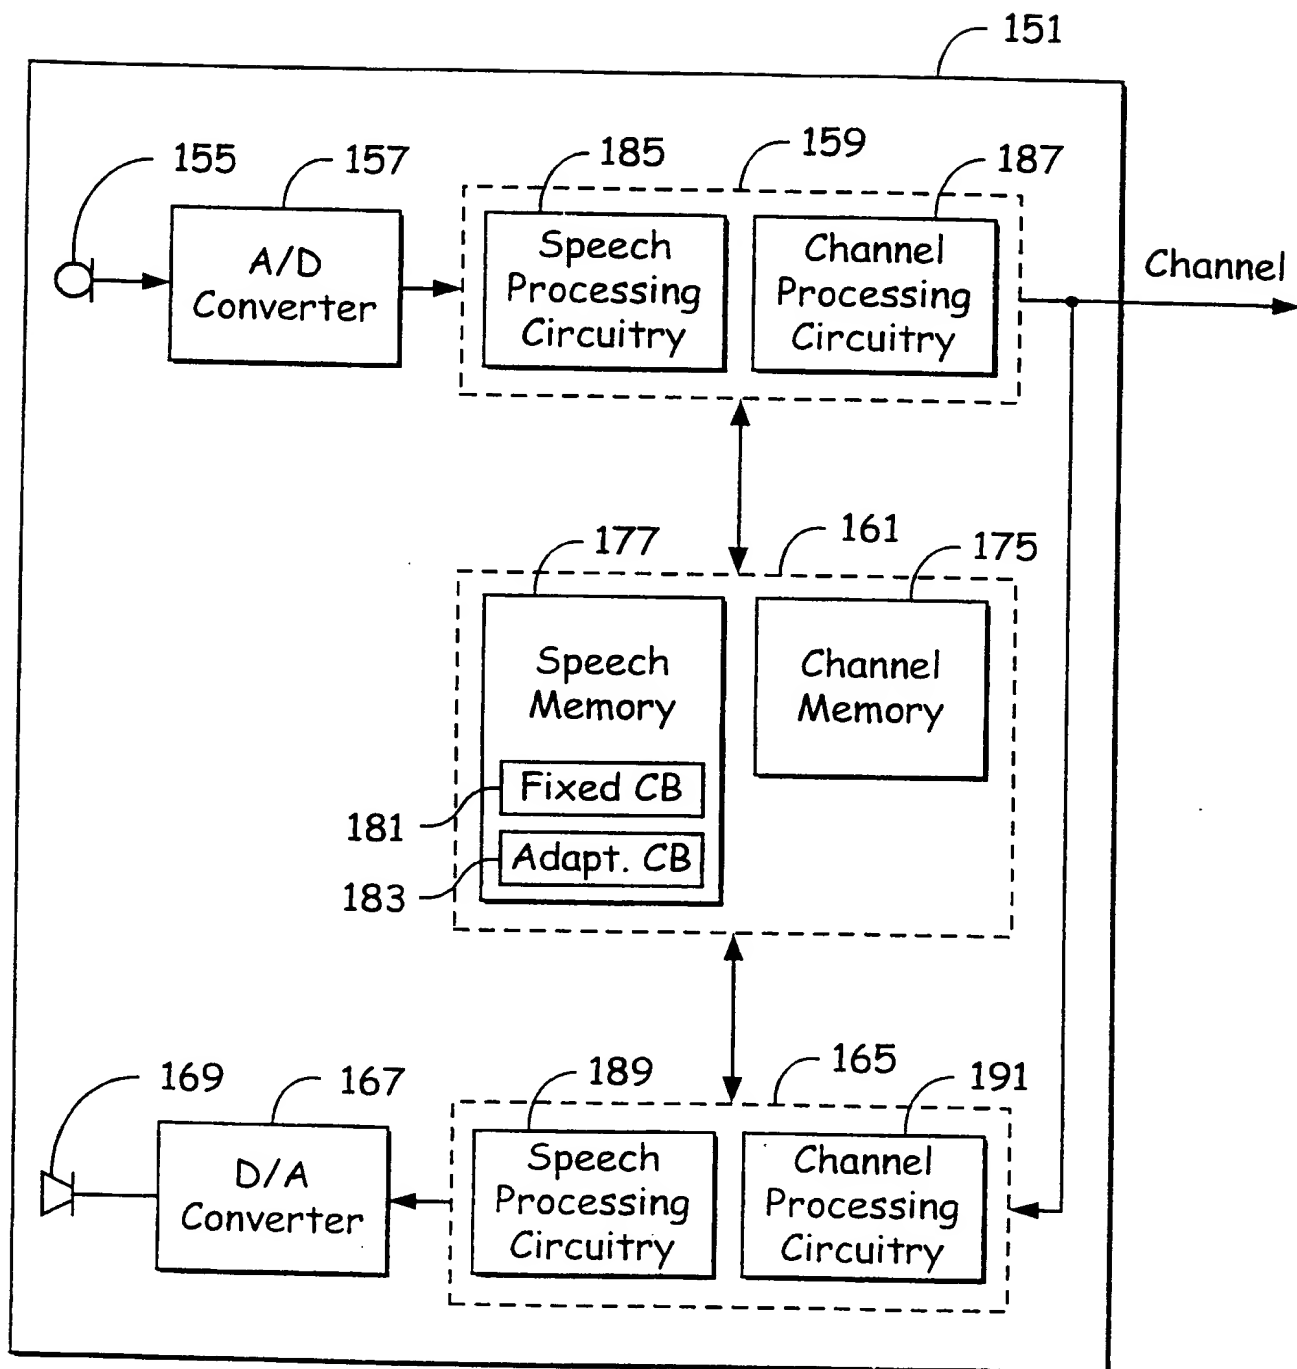 151
155
157
185
159
187
A/D
Converter
Speech
Processing
Circuitry
Channel
Processing
Circuitry
Channel
177
161
175
Speech
Memory
Channel
Memory
Fixed CB
181
Adapt. CB
183
169
167
189
165
191
D/A
Converter
Speech
Processing
Circuitry
Channel
Processing
Circuitry